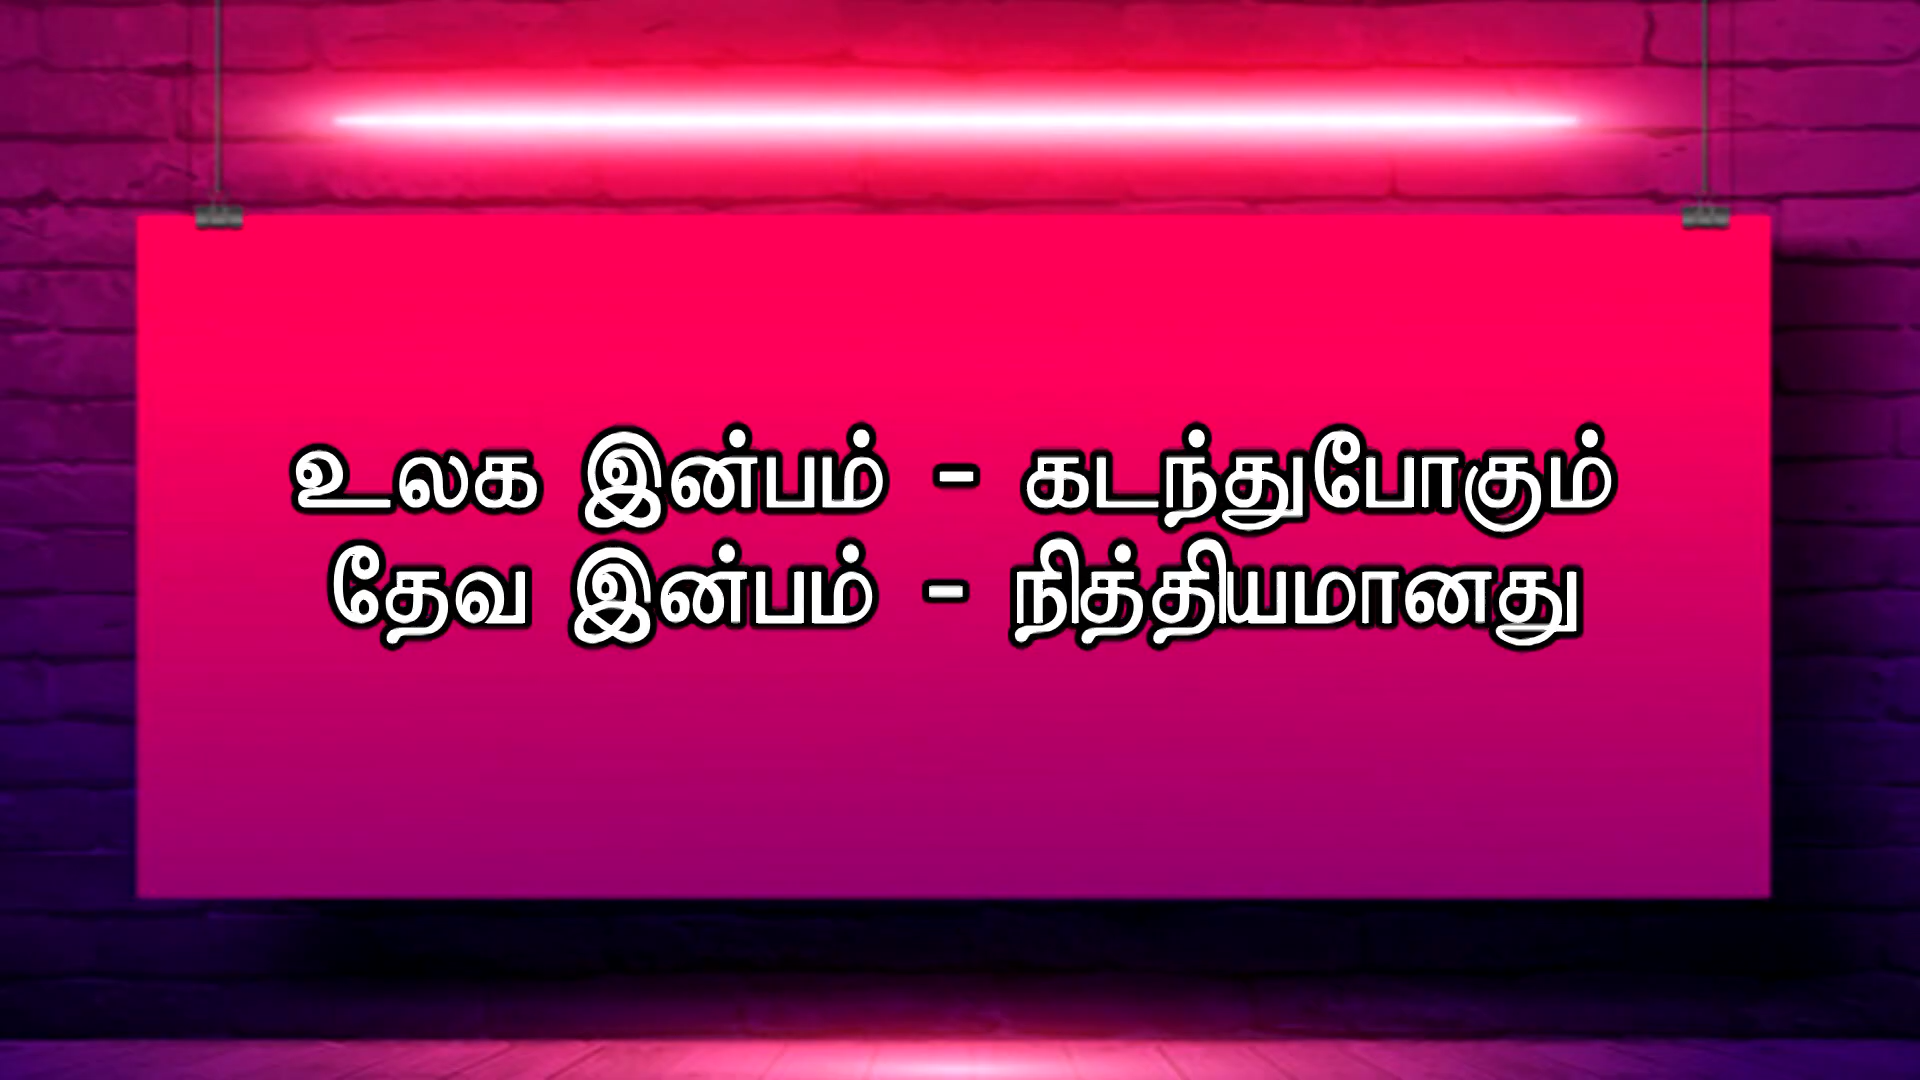 உலக இன்பம் - கடந்துபோகும்
தேவ இன்பம் - நித்தியமானது